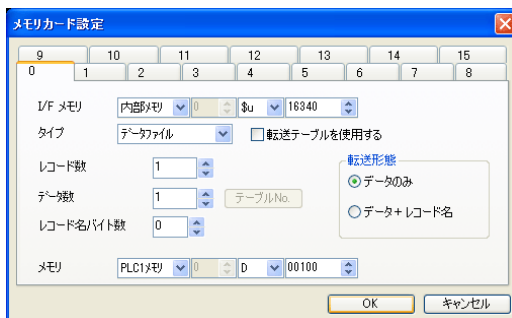 メモリカード設定
9 10 11 12 13 14 15
0 1 2 3 4 5 6 7 8
I/F メモリ 内部メモリ 0 $u 16340
タイプ データファイル 転送テーブルを使用する
レコード数 1 転送形態
データのみ
データ数 1 テーブルNo.
データ+レコード名
レコード名バイト数 0
メモリ PLC1メモリ 0 D 00100
OK キャンセル